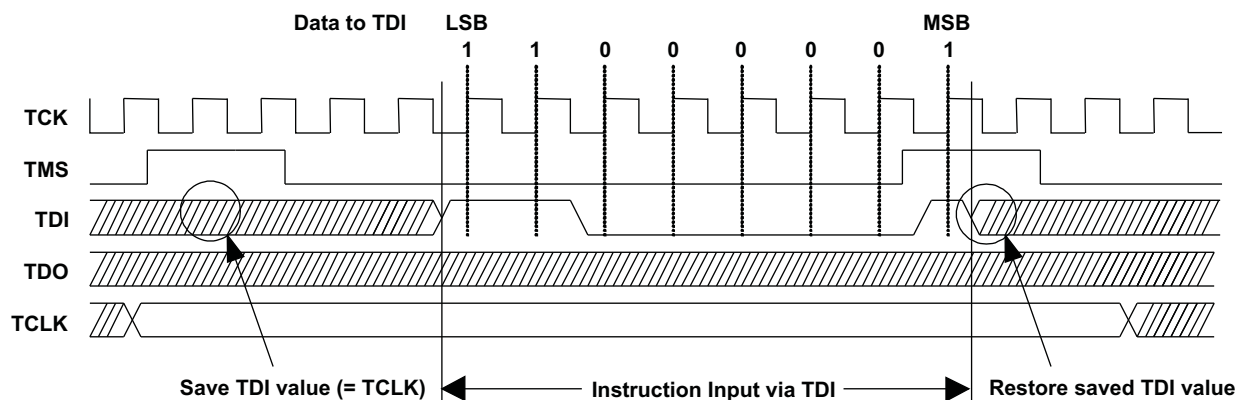 Data to TDI LSB MSB
1 1 0 0 0 0 0 1
TCK
TMS
TDI
TDO
TCLK
Save TDI value (= TCLK) Instruction Input via TDI Restore saved TDI value